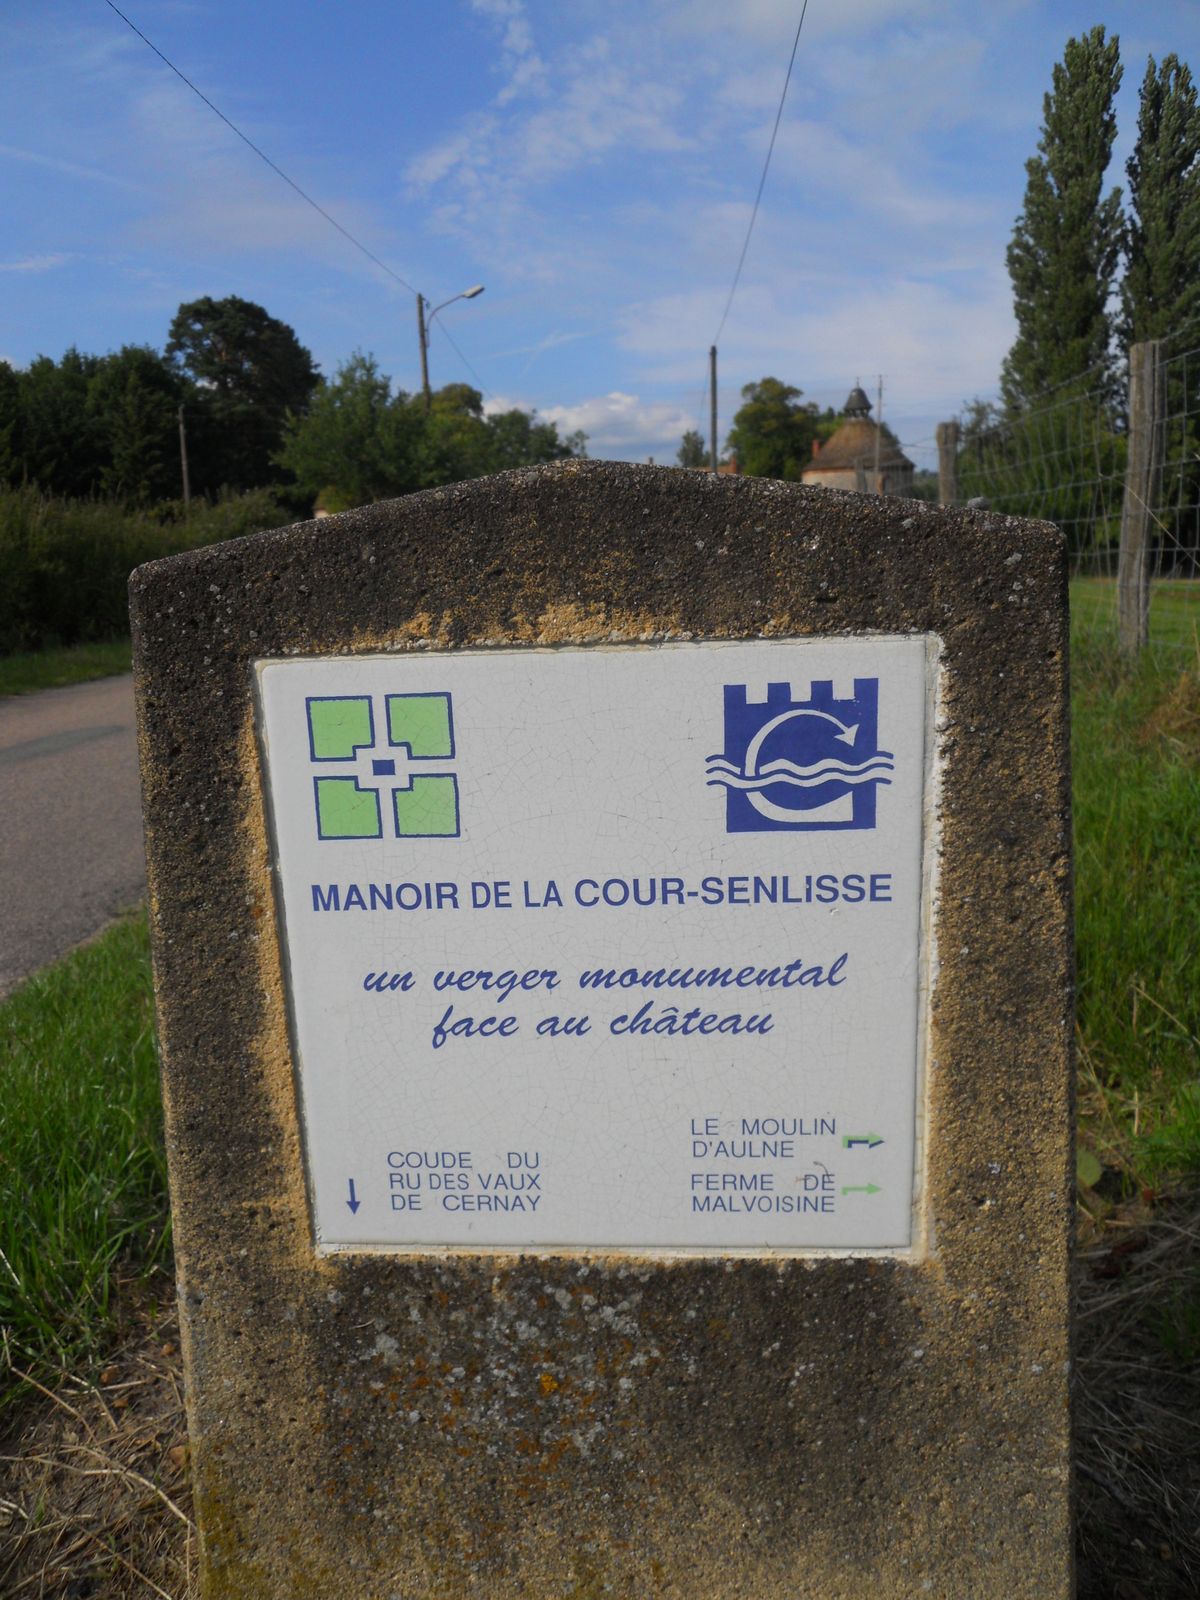 MANOIR DE LA COUR-SENLISSE
un verger monumental
face au château
COUDE DU
RU DES VAUX
DE CERNAY
LE MOULIN
D'AULNE
FERME DE
MALVOISINE